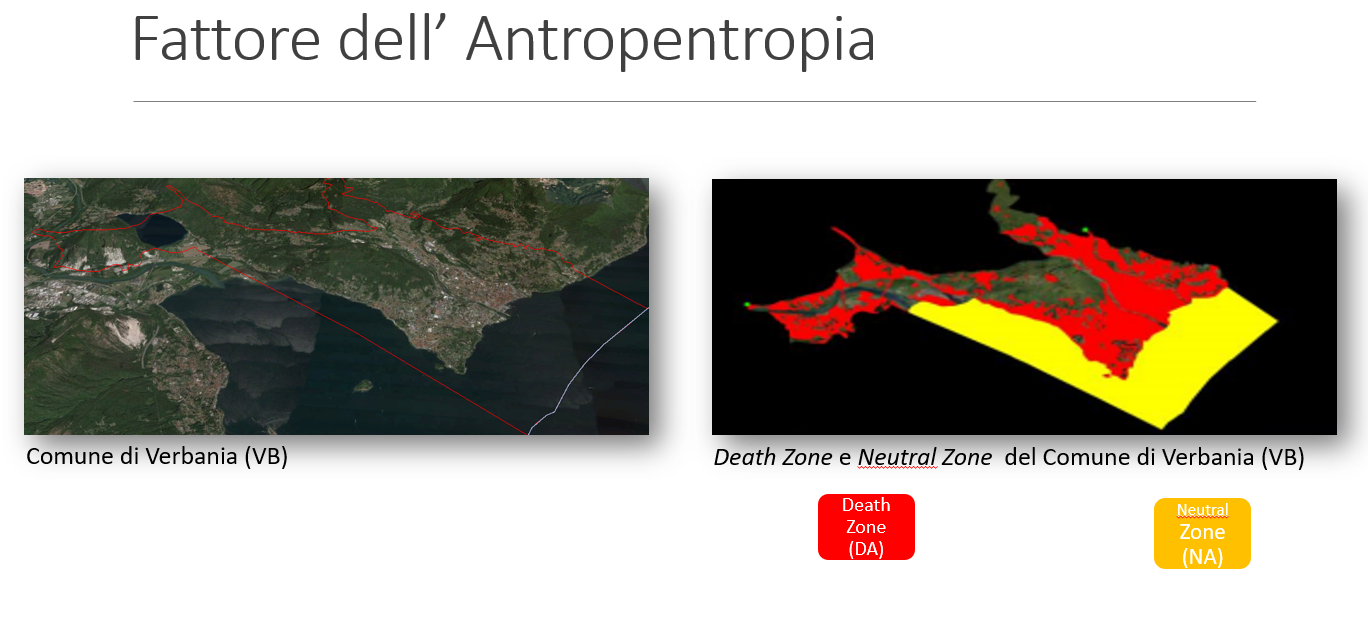 Fattore dell’ Antropentropia
Comune di Verbania (VB)
Death Zone e Neutral Zone del Comune di Verbania (VB)
Death
Zone
(DA)
Neutral
Zone
(NA)